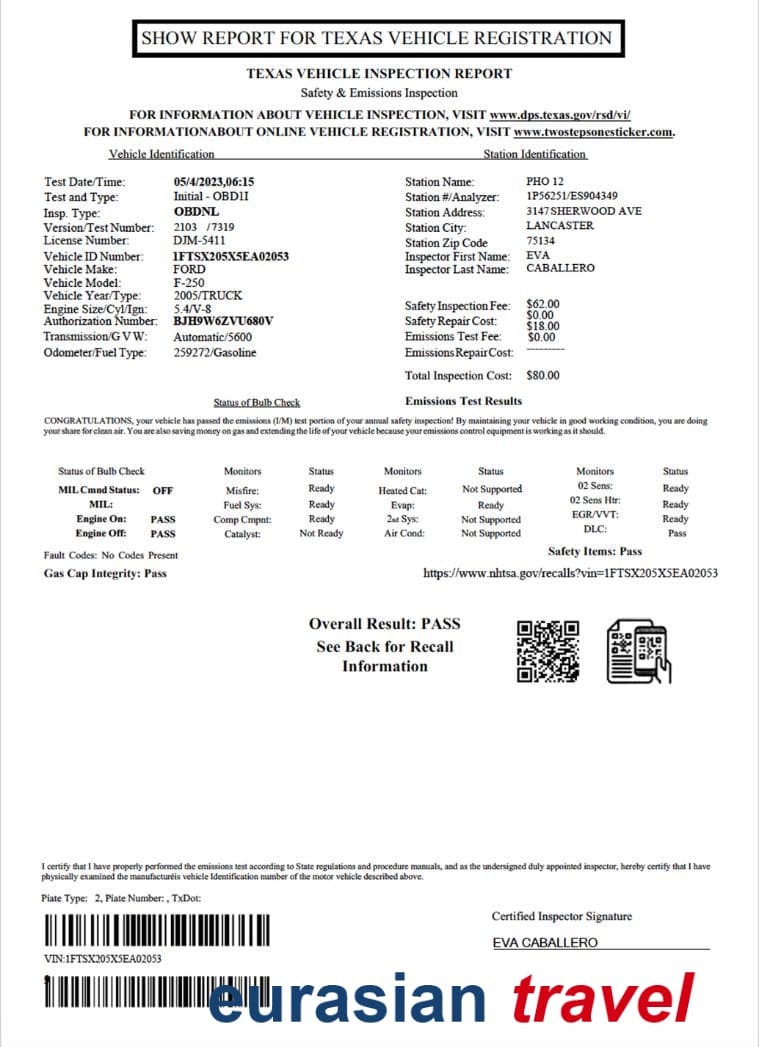 SHOW REPORT FOR TEXAS VEHICLE REGISTRATION
TEXAS VEHICLE INSPECTION REPORT
Safety & Emissions Inspection
FOR INFORMATION ABOUT VEHICLE INSPECTION, VISIT www.dps.texas.gov/rsd/vi/
FOR INFORMATIONABOUT ONLINE VEHICLE REGISTRATION, VISIT www.twostepsonesticker.com.
Vehicle Identification
Station Identification
Test Date/Time: 05/4/2023,06:15
Test and Type: Initial - OBDII
Insp. Type: OBDNL
Version/Test Number: 2103 /7319
License Number: DJM-5411
Vehicle ID Number: 1FTSX205X5EA02053
Vehicle Make: FORD
Vehicle Model: F-250
Vehicle Year/Type: 2005/TRUCK
Engine Size/Cyl/Ign: 5.4/V-8
Authorization Number: BJH9W6ZVU680V
Transmission/G V W: Automatic/5600
Odometer/Fuel Type: 259272/Gasoline
Station Name: PHO 12
Station #/Analyzer: 1P56251/ES904349
Station Address: 3147 SHERWOOD AVE
Station City: LANCASTER
Station Zip Code 75134
Inspector First Name: EVA
Inspector Last Name: CABALLERO
Safety Inspection Fee: $62.00
Safety Repair Cost: $0.00
Emissions Test Fee: $18.00
Emissions Repair Cost: $0.00
----------
Total Inspection Cost: $80.00
Status of Bulb Check
Emissions Test Results
CONGRATULATIONS, your vehicle has passed the emissions (I/M) test portion of your annual safety inspection! By maintaining your vehicle in good working condition, you are doing
your share for clean air. You are also saving money on gas and extending the life of your vehicle because your emissions control equipment is working as it should.
Status of Bulb Check Monitors Status Monitors Status Monitors Status
MIL Cmnd Status: OFF Misfire: Ready Heated Cat: Not Supported 02 Sens: Ready
MIL: Fuel Sys: Ready Evap: Ready 02 Sens Htr: Ready
Engine On: PASS Comp Cmpnt: Ready 2nd Sys: Not Supported EGR/VVT: Ready
Engine Off: PASS Catalyst: Not Ready Air Cond: Not Supported DLC: Pass
Fault Codes: No Codes Present
Safety Items: Pass
Gas Cap Integrity: Pass
https://www.nhtsa.gov/recalls?vin=1FTSX205X5EA02053
Overall Result: PASS
See Back for Recall
Information
I certify that I have properly performed the emissions test according to State regulations and procedure manuals, and as the undersigned duly appointed inspector, hereby certify that I have
physically examined the manufacturéis vehicle Identification number of the motor vehicle described above.
Piate Type: 2, Piate Number: , TxDot:
Certified Inspector Signature
EVA CABALLERO
VIN:1FTSX205X5EA02053
eurasian travel